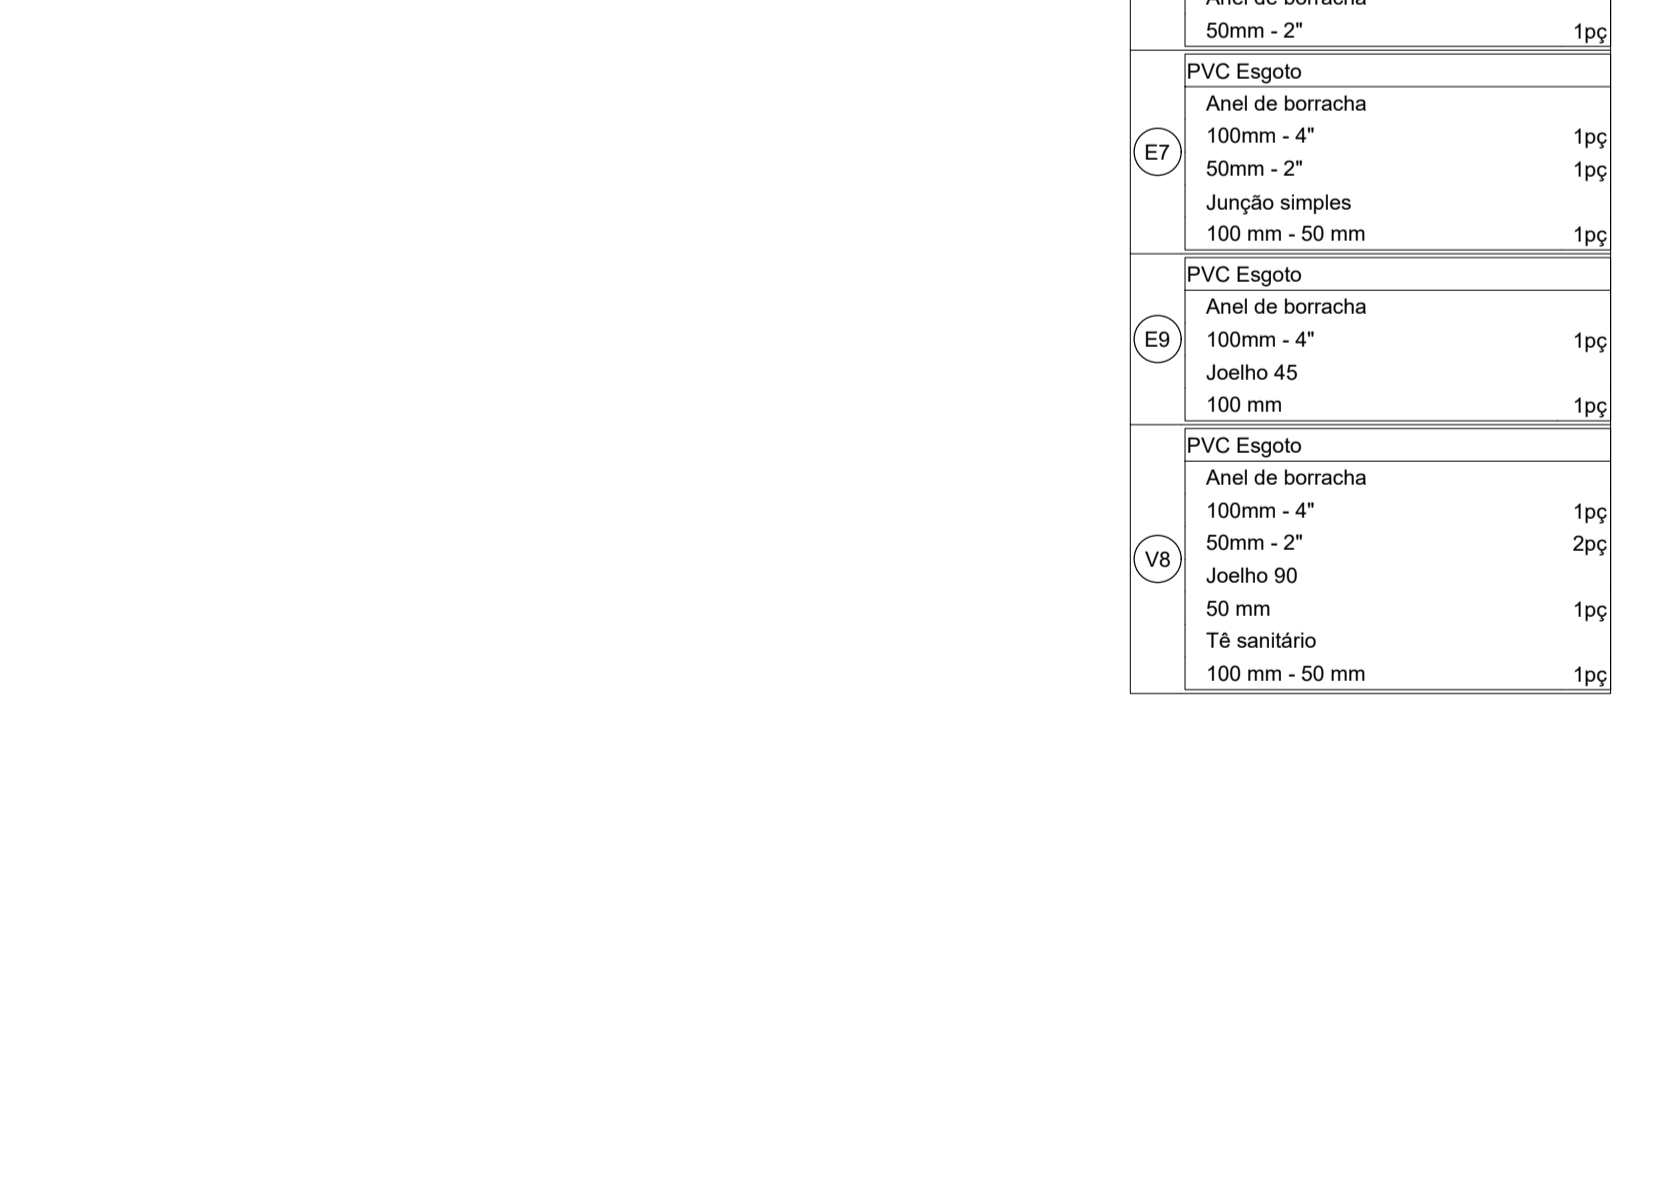 Anel de borracha
50mm - 2" 1pç
PVC Esgoto
Anel de borracha
100mm - 4" 1pç
E7
50mm - 2" 1pç
Junção simples
100 mm - 50 mm 1pç
PVC Esgoto
Anel de borracha
E9 100mm - 4" 1pç
Joelho 45
100 mm 1pç
PVC Esgoto
Anel de borracha
100mm - 4" 1pç
50mm - 2" 2pç
V8
Joelho 90
50 mm 1pç
Tê sanitário
100 mm - 50 mm 1pç